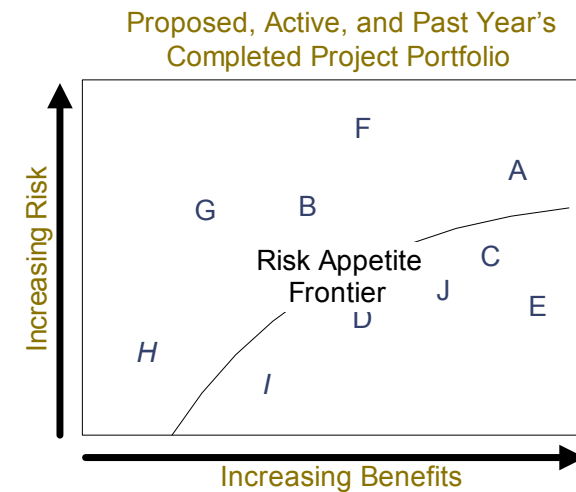 Proposed, Active, and Past Year's
Completed Project Portfolio
F
A
G
B
Risk Appetite
Frontier
C
J
E
D
H
I
Increasing Risk
Increasing Benefits